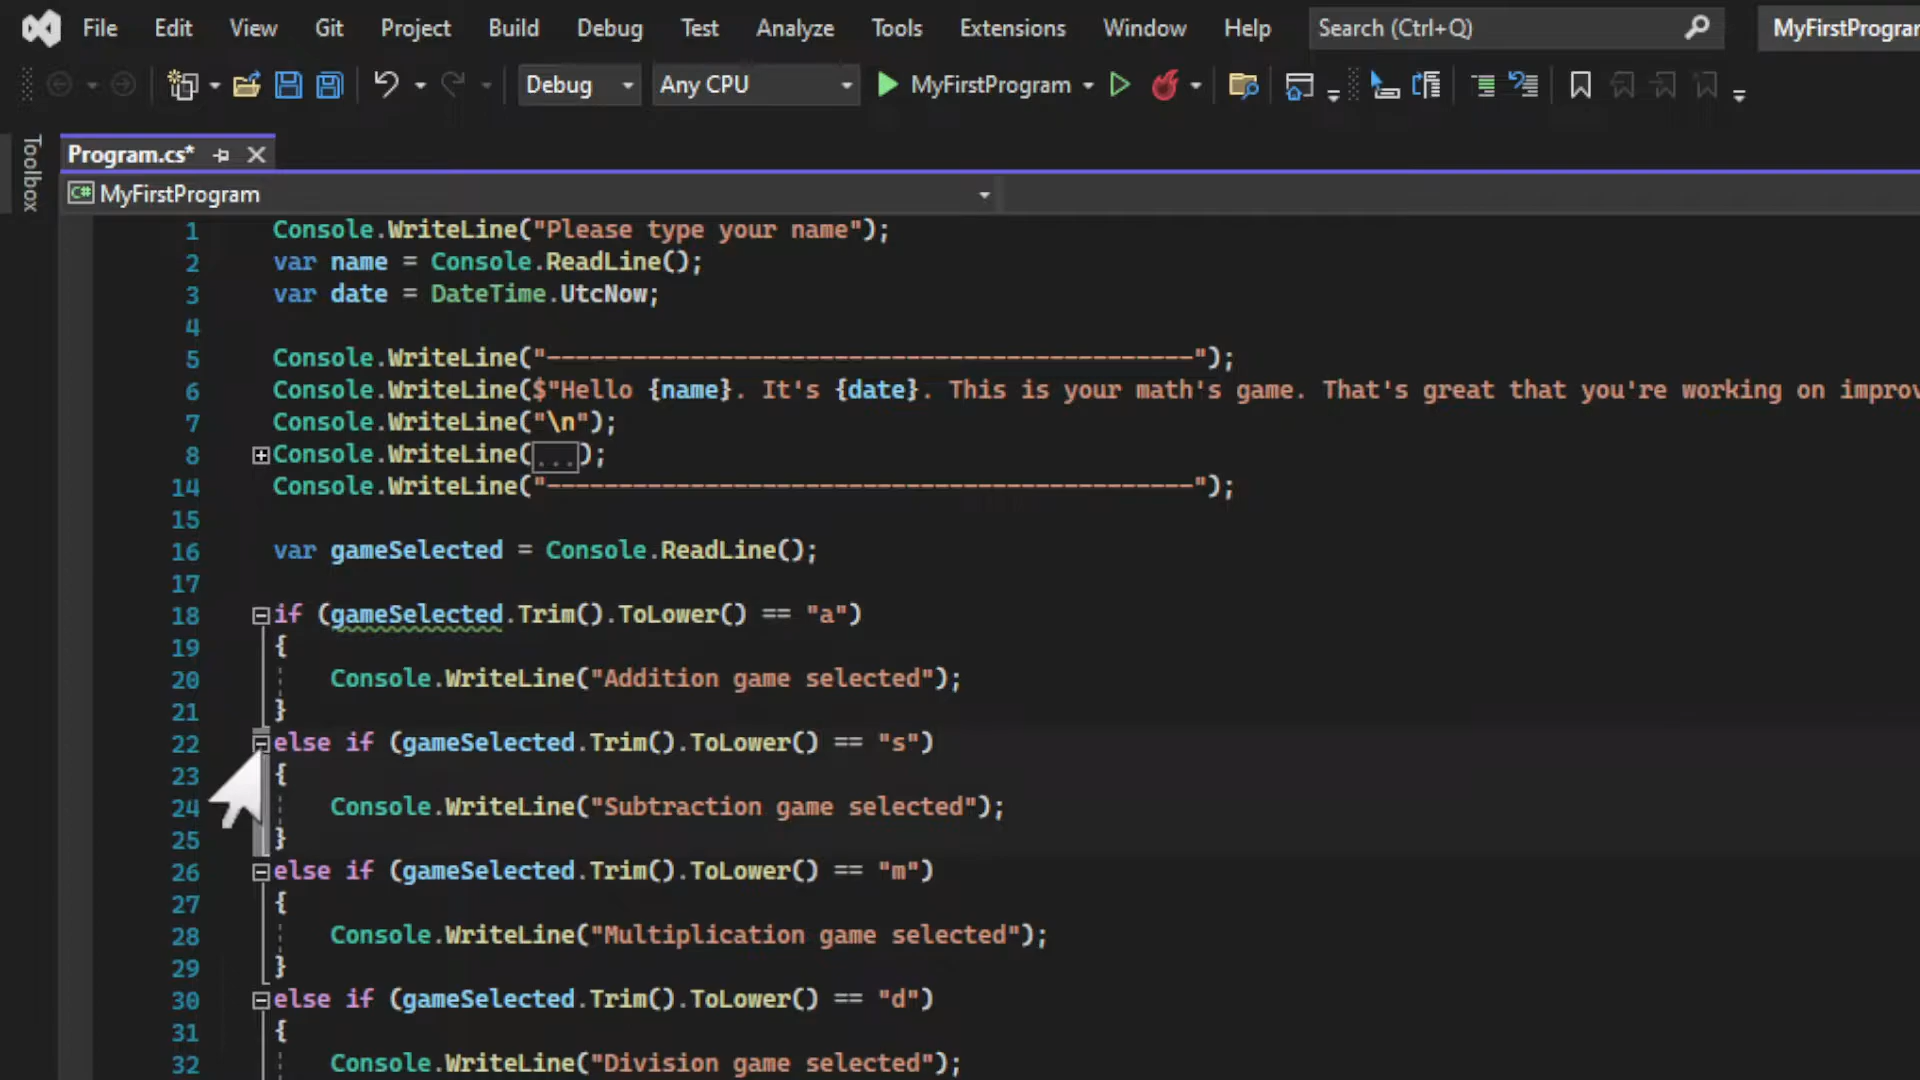 File Edit View Git Project Build Debug Test Analyze Tools Extensions Window Help Search (Ctrl+Q) MyFirstProgram
Debug Any CPU MyFirstProgram
Toolbox
Program.cs*
C# MyFirstProgram
1 Console.WriteLine("Please type your name");
2 var name = Console.ReadLine();
3 var date = DateTime.UtcNow;
4
5 Console.WriteLine("---------------------------------------------");
6 Console.WriteLine($"Hello {name}. It's {date}. This is your math's game. That's great that you're working on improv
7 Console.WriteLine("\n");
8 Console.WriteLine(...);
14 Console.WriteLine("---------------------------------------------");
15
16 var gameSelected = Console.ReadLine();
17
18 if (gameSelected.Trim().ToLower() == "a")
19 {
20 Console.WriteLine("Addition game selected");
21 }
22 else if (gameSelected.Trim().ToLower() == "s")
23 {
24 Console.WriteLine("Subtraction game selected");
25 }
26 else if (gameSelected.Trim().ToLower() == "m")
27 {
28 Console.WriteLine("Multiplication game selected");
29 }
30 else if (gameSelected.Trim().ToLower() == "d")
31 {
32 Console.WriteLine("Division game selected");